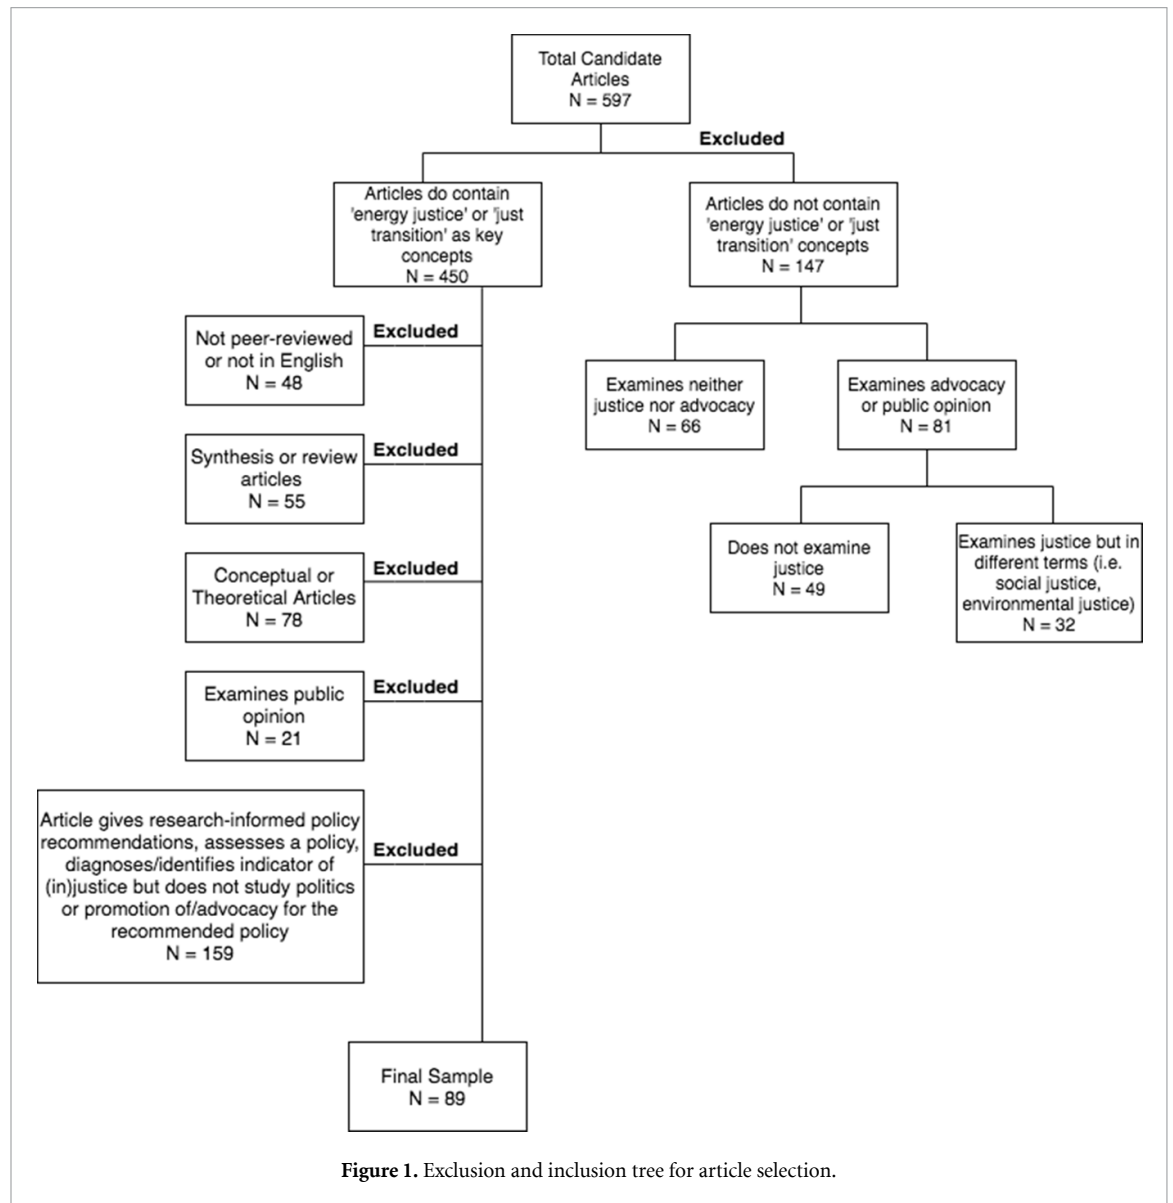 Total Candidate
Articles
N = 597
Excluded
Articles do contain
'energy justice' or 'just
transition' as key
concepts
N = 450
Articles do not contain
'energy justice' or 'just
transition' concepts
N = 147
Not peer-reviewed
or not in English
N = 48
Excluded
Examines neither
justice nor advocacy
N = 66
Examines advocacy
or public opinion
N = 81
Synthesis or review
articles
N = 55
Excluded
Does not examine
justice
N = 49
Examines justice but in
different terms (i.e.
social justice,
environmental justice)
N = 32
Conceptual or
Theoretical Articles
N = 78
Excluded
Examines public
opinion
N = 21
Excluded
Article gives research-informed policy
recommendations, assesses a policy,
diagnoses/identifies indicator of
(in)justice but does not study politics
or promotion of/advocacy for the
recommended policy
N = 159
Excluded
Final Sample
N = 89
Figure 1. Exclusion and inclusion tree for article selection.